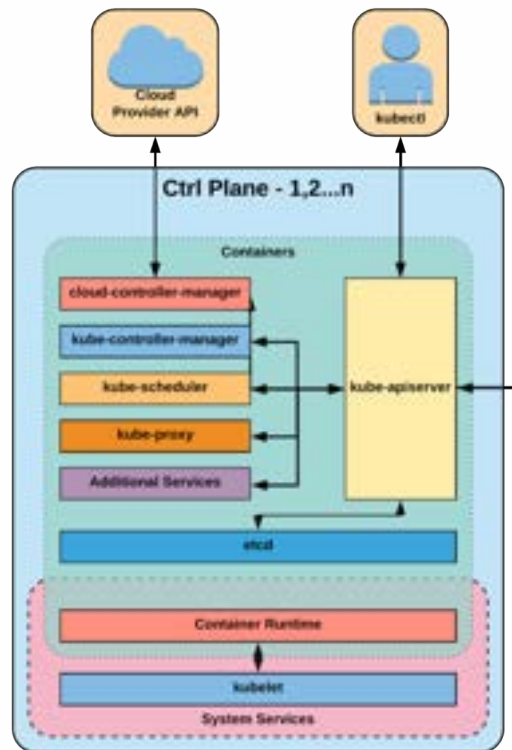 Cloud
Provider API
kubectl
Ctrl Plane - 1,2...n
Containers
cloud-controller-manager
kube-controller-manager
kube-scheduler
kube-apiserver
kube-proxy
Additional Services
etcd
Container Runtime
kubelet
System Services